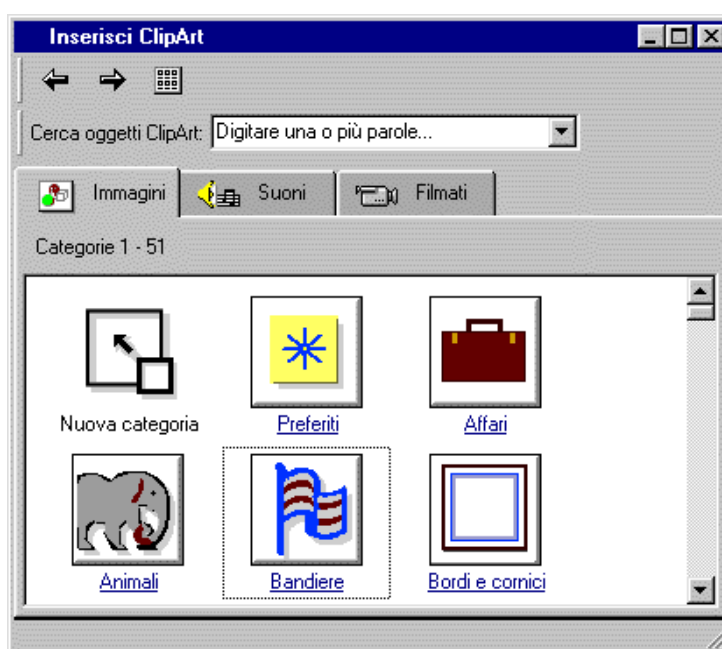 Inserisci ClipArt
Cerca oggetti ClipArt: Digitare una o più parole...
Immagini Suoni Filmati
Categorie 1 - 51
Nuova categoria Preferiti Affari
Animali Bandiere Bordi e cornici